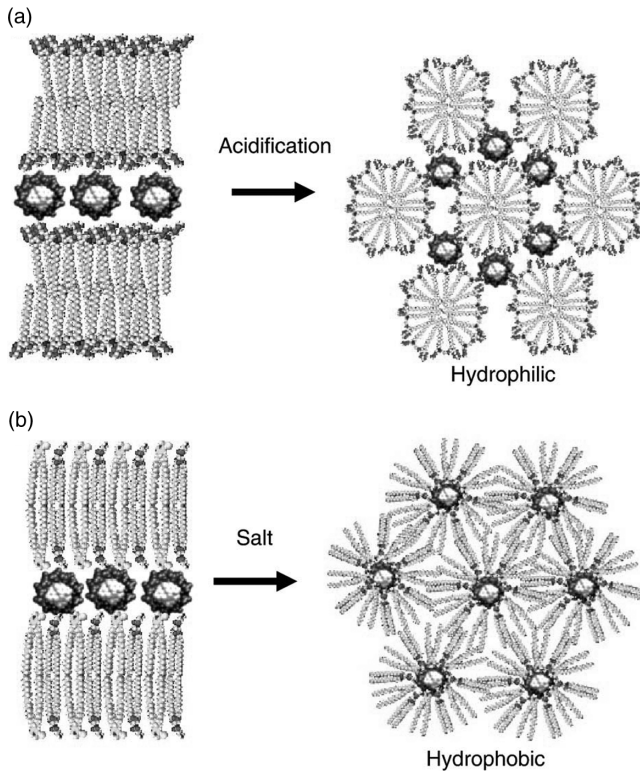 (a)
Acidification
Hydrophilic
(b)
Salt
Hydrophobic